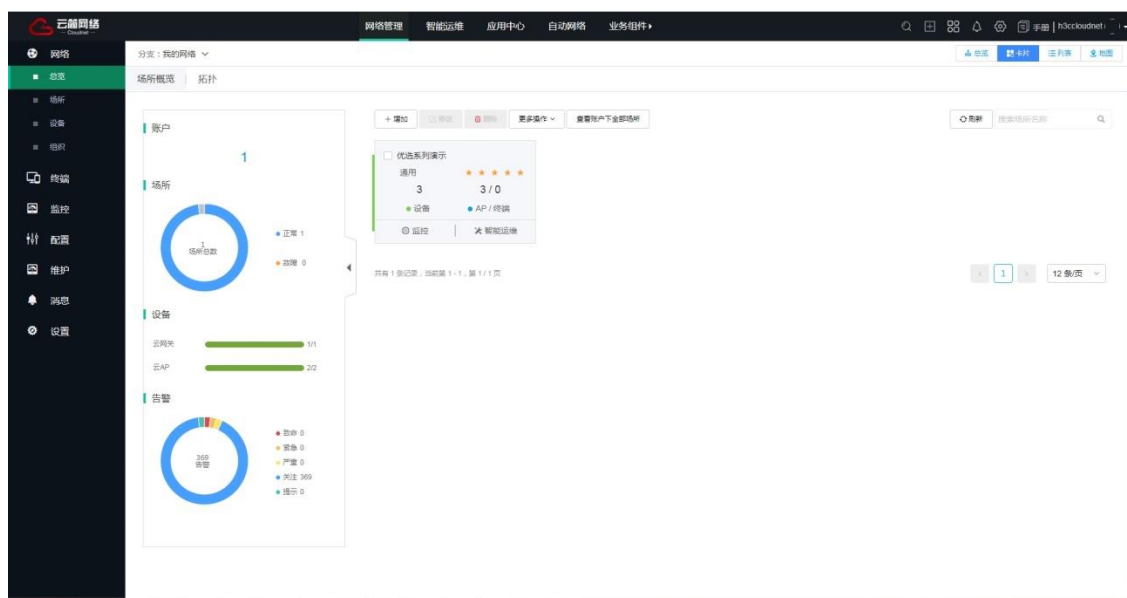 云简网络
Cloudnet
网络管理 智能运维 应用中心 自动网络 业务组件
手册 | h3ccloudnet
网络
总览
场所
设备
组织
终端
监控
配置
维护
消息
设置
分支：我的网络
总览 卡片 列表 地图
场所概览 拓扑
账户
1
场所
1
场所总数
正常 1
故障 0
设备
云网关 1/1
云AP 2/2
告警
369
告警
致命 0
紧急 0
严重 0
关注 369
提示 0
+ 增加 修改 删除 更多操作 查看账户下全部场所
刷新 搜索场所名称
优选系列演示
通用 ★ ★ ★ ★ ★
3 3 / 0
设备 AP / 终端
监控 智能运维
共有 1 条记录，当前第 1 - 1，第 1 / 1 页
< 1 > 12 条/页